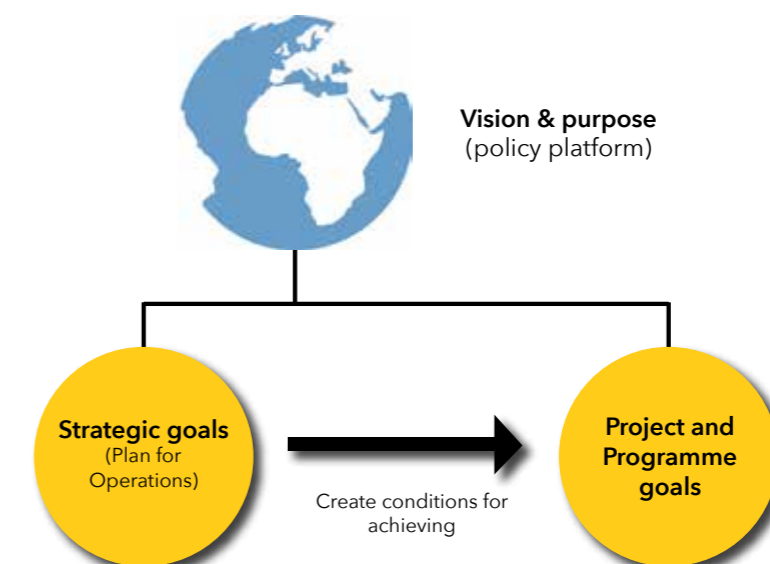 Vision & purpose
(policy platform)
Strategic goals
(Plan for
Operations)
Create conditions for
achieving
Project and
Programme
goals